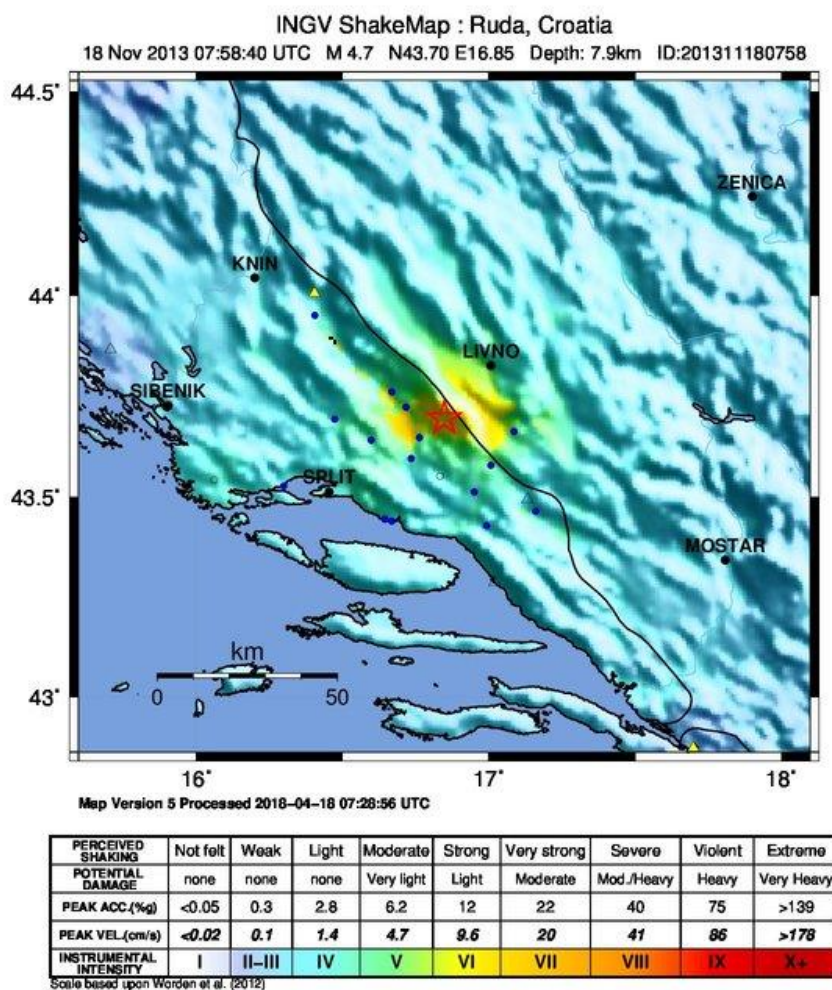 INGV ShakeMap : Ruda, Croatia
18 Nov 2013 07:58:40 UTC M 4.7 N43.70 E16.85 Depth: 7.9km ID:201311180758
44.5˚
ZENICA
KNIN
44˚
LIVNO
SIBENIK
SPLIT
43.5˚
MOSTAR
km
0 50
43˚
16˚ 17˚ 18˚
Map Version 5 Processed 2018-04-18 07:28:56 UTC
PERCEIVED SHAKING Not felt Weak Light Moderate Strong Very strong Severe Violent Extreme
POTENTIAL DAMAGE none none none Very light Light Moderate Mod./Heavy Heavy Very Heavy
PEAK ACC.(%g) <0.05 0.3 2.8 6.2 12 22 40 75 >139
PEAK VEL.(cm/s) <0.02 0.1 1.4 4.7 9.6 20 41 86 >178
INSTRUMENTAL INTENSITY I II-III IV V VI VII VIII IX X+
Scale based upon Worden et al. (2012)